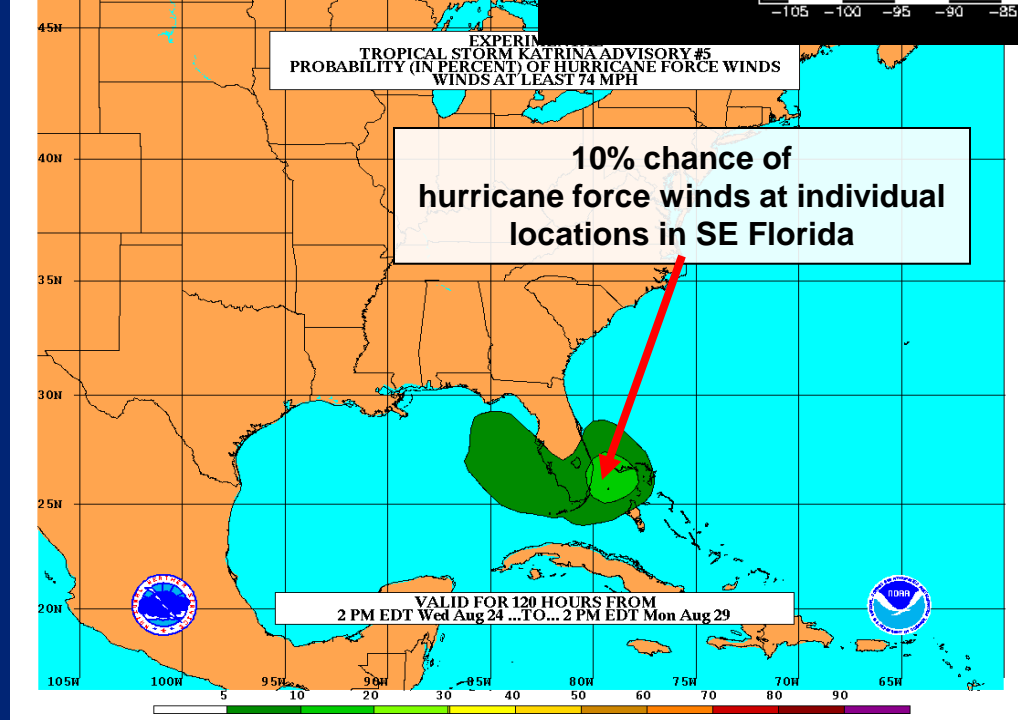 -105 -100 -95 -90 -85
45N
EXPERIMENTAL
TROPICAL STORM KATRINA ADVISORY #5
PROBABILITY (IN PERCENT) OF HURRICANE FORCE WINDS
WINDS AT LEAST 74 MPH
40N
10% chance of
hurricane force winds at individual
locations in SE Florida
35N
30N
25N
20N
VALID FOR 120 HOURS FROM
2 PM EDT Wed Aug 24 ...TO... 2 PM EDT Mon Aug 29
NOAA
105W 100W 95W 85W 80W 75W 65W
5 10 20 30 40 50 60 70 80 90